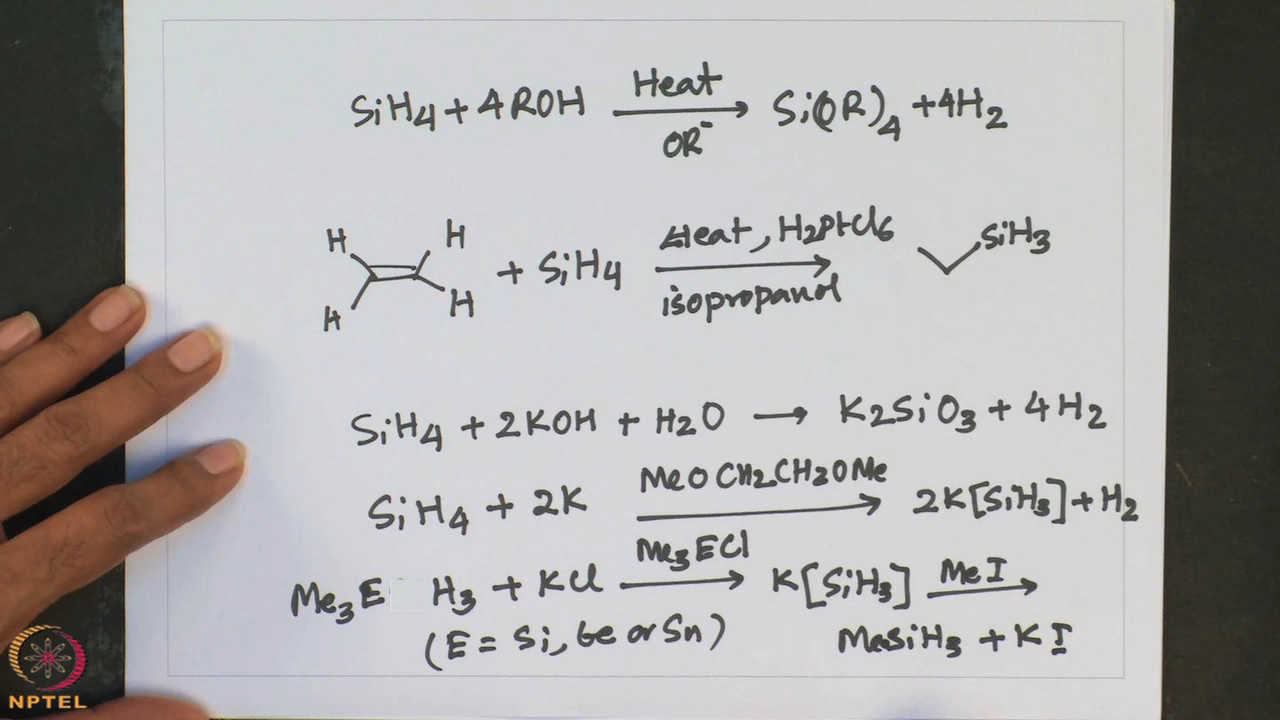 SiH4 + 4ROH Heat OR⁻ → Si(OR)4 + 4H2
H H H H + SiH4 Heat, H2PtCl6 isopropanol → SiH3
SiH4 + 2KOH + H2O → K2SiO3 + 4H2
SiH4 + 2K MeOCH2CH2OMe → 2K[SiH3] + H2
Me3E H3 + KCl Me3ECl → K[SiH3] MeI →
(E = Si, Ge or Sn) MeSiH3 + KI
NPTEL